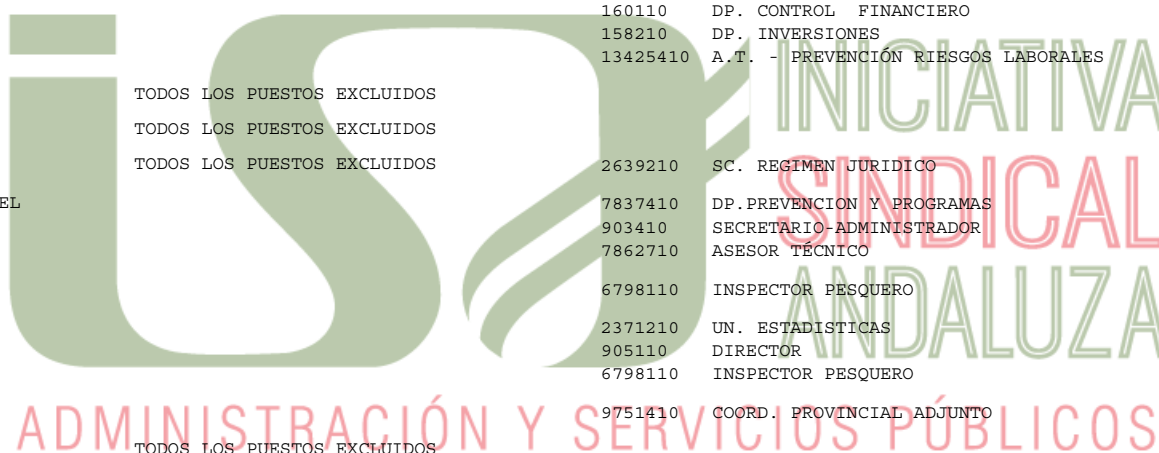 160110 DP. CONTROL FINANCIERO
158210 DP. INVERSIONES
13425410 A.T. - PREVENCIÓN RIESGOS LABORALES
TODOS LOS PUESTOS EXCLUIDOS
TODOS LOS PUESTOS EXCLUIDOS
TODOS LOS PUESTOS EXCLUIDOS 2639210 SC. REGIMEN JURIDICO
EL 7837410 DP.PREVENCION Y PROGRAMAS
903410 SECRETARIO-ADMINISTRADOR
7862710 ASESOR TÉCNICO
6798110 INSPECTOR PESQUERO
2371210 UN. ESTADISTICAS
905110 DIRECTOR
6798110 INSPECTOR PESQUERO
9751410 COORD. PROVINCIAL ADJUNTO
TODOS LOS PUESTOS EXCLUIDOS
isa
INICIATIVA
SINDICAL
ANDALUZA
ADMINISTRACIÓN Y SERVICIOS PÚBLICOS